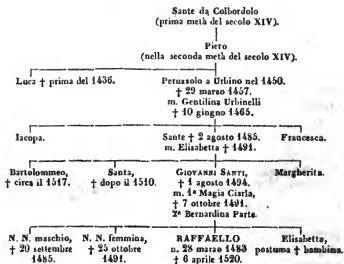 Sante da Colbordolo
(prima metà del secolo XIV).
Piero
(nella seconda metà del secolo XIV).
Luca † prima del 1436.
Peruzzolo a Urbino nel 1450.
† 29 marzo 1457.
m. Gentilina Urbinelli
† 10 giugno 1465.
Iacopa.
Sante † 2 agosto 1485.
m. Elisabetta † 1491.
Francesca.
Bartolommeo,
† circa il 1517.
Santa,
† dopo il 1510.
GIOVANNI SANTI,
† 1 agosto 1494.
m. 1ª Magia Ciarla,
† 7 ottobre 1491.
2ª Bernardina Parte.
Margherita.
N. N. maschio,
† 20 settembre
1485.
N. N. femmina,
† 25 ottobre
1491.
RAFFAELLO
n. 28 marzo 1483
† 6 aprile 1520.
Elisabetta,
postuma † bambina.